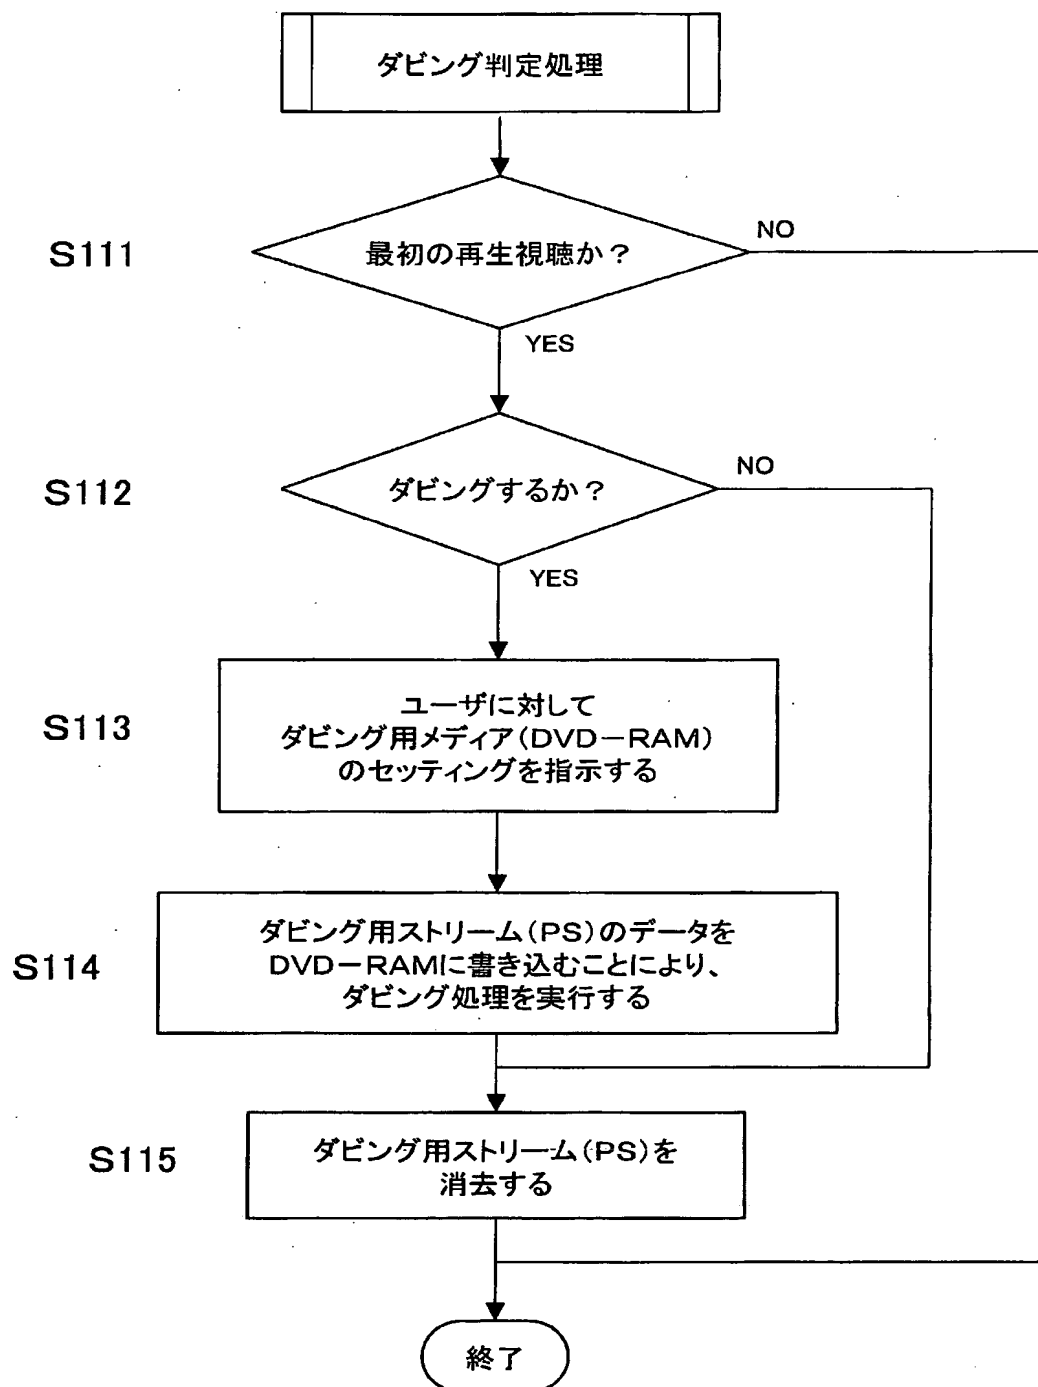 ダビング判定処理
S111
最初の再生視聴か？
NO
YES
S112
ダビングするか？
NO
YES
S113
ユーザに対して
ダビング用メディア（DVD－RAM）
のセッティングを指示する
S114
ダビング用ストリーム（PS）のデータを
DVD－RAMに書き込むことにより、
ダビング処理を実行する
S115
ダビング用ストリーム（PS）を
消去する
終了